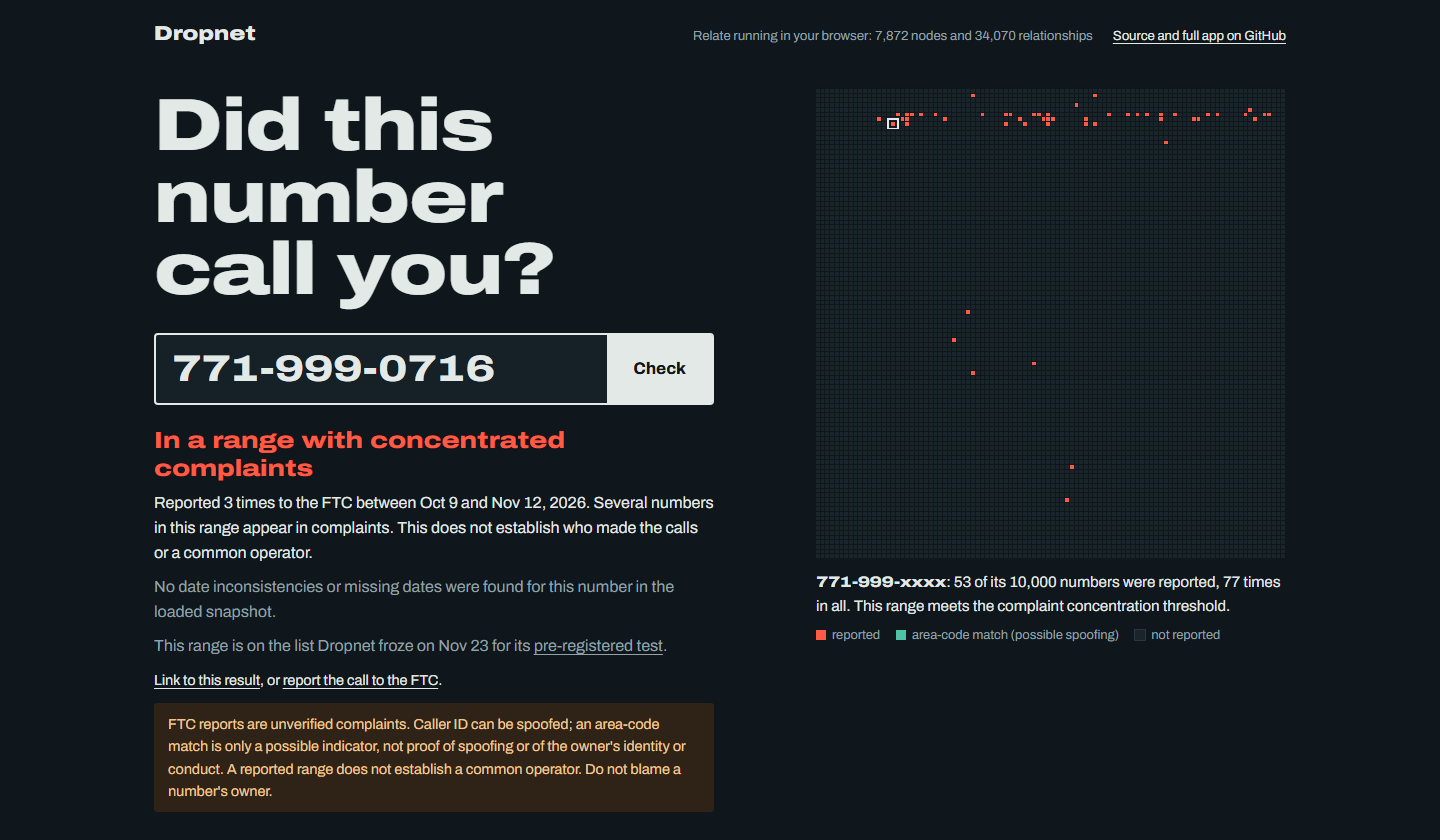 Dropnet
Relate running in your browser: 7,872 nodes and 34,070 relationships
Source and full app on GitHub
Did this
number
call you?
771-999-0716
Check
In a range with concentrated
complaints
Reported 3 times to the FTC between Oct 9 and Nov 12, 2026. Several numbers
in this range appear in complaints. This does not establish who made the calls
or a common operator.
No date inconsistencies or missing dates were found for this number in the
loaded snapshot.
This range is on the list Dropnet froze on Nov 23 for its pre-registered test.
Link to this result, or report the call to the FTC.
FTC reports are unverified complaints. Caller ID can be spoofed; an area-code
match is only a possible indicator, not proof of spoofing or of the owner's identity or
conduct. A reported range does not establish a common operator. Do not blame a
number's owner.
771-999-xxxx: 53 of its 10,000 numbers were reported, 77 times
in all. This range meets the complaint concentration threshold.
reported
area-code match (possible spoofing)
not reported